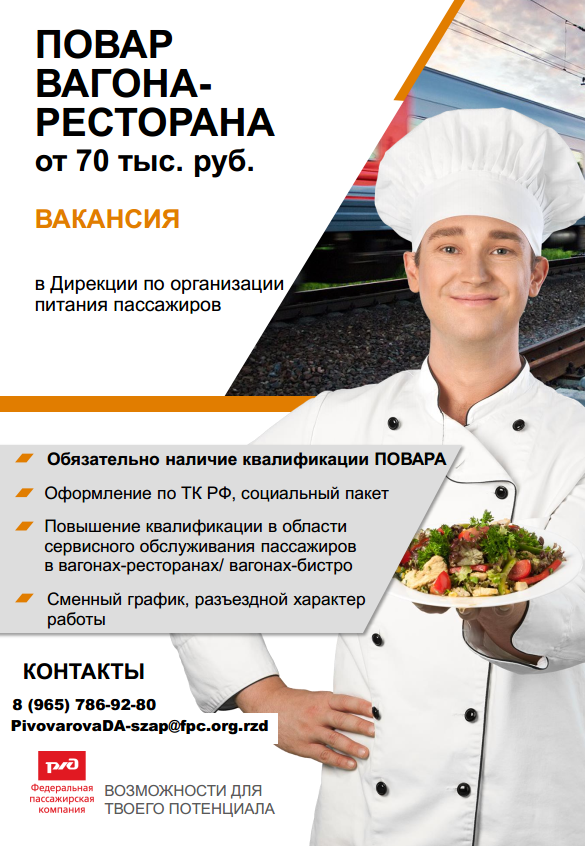 ПОВАР
ВАГОНА-
РЕСТОРАНА
от 70 тыс. руб.
ВАКАНСИЯ
в Дирекции по организации
питания пассажиров
Обязательно наличие квалификации ПОВАРА
Оформление по ТК РФ, социальный пакет
Повышение квалификации в области
сервисного обслуживания пассажиров
в вагонах-ресторанах/ вагонах-бистро
Сменный график, разъездной характер
работы
КОНТАКТЫ
8 (965) 786-92-80
PivovarovaDA-szap@fpc.org.rzd
ржд
Федеральная
пассажирская
компания
ВОЗМОЖНОСТИ ДЛЯ
ТВОЕГО ПОТЕНЦИАЛА